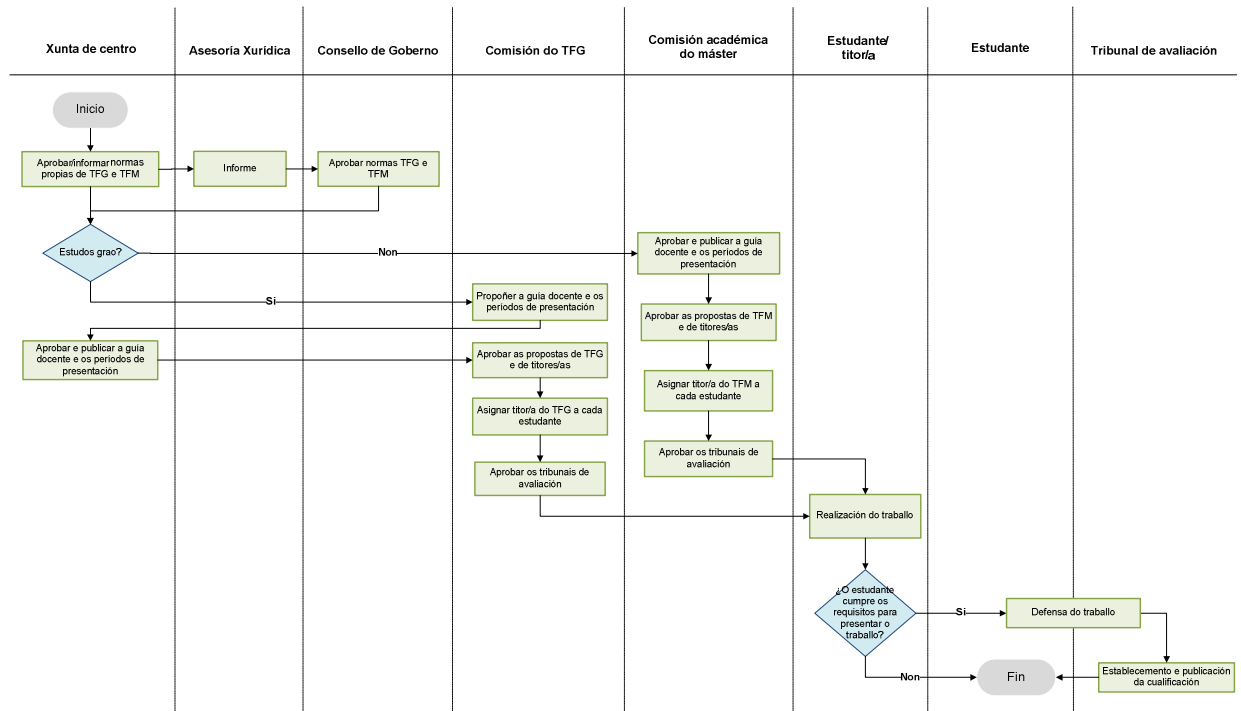 Xunta de centro
Asesoría Xurídica
Consello de Goberno
Comisión do TFG
Comisión académica
do máster
Estudante/
titor/a
Estudante
Tribunal de avaliación
Inicio
Aprobar/informar normas
propias de TFG e TFM
Informe
Aprobar normas TFG e
TFM
Estudos grao?
Non
Aprobar e publicar a guía
docente e os períodos de
presentación
Si
Propoñer a guía docente e os
períodos de presentación
Aprobar as propostas de TFM
e de titores/as
Aprobar e publicar a guía
docente e os períodos de
presentación
Aprobar as propostas de TFG
e de titores/as
Asignar titor/a do TFM a
cada estudante
Asignar titor/a do TFG a cada
estudante
Aprobar os tribunais de
avaliación
Aprobar os tribunais de
avaliación
Realización do traballo
¿O estudante
cumpre os
requisitos para
presentar o
traballo?
Si
Defensa do traballo
Non
Fin
Establecemento e publicación
da cualificación